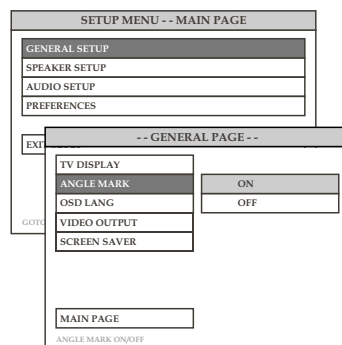 SETUP MENU - - MAIN PAGE
GENERAL SETUP
SPEAKER SETUP
AUDIO SETUP
PREFERENCES
EXIT
GOTO
- - GENERAL PAGE - -
TV DISPLAY
ANGLE MARK
ON
OSD LANG
OFF
VIDEO OUTPUT
SCREEN SAVER
MAIN PAGE
ANGLE MARK ON/OFF